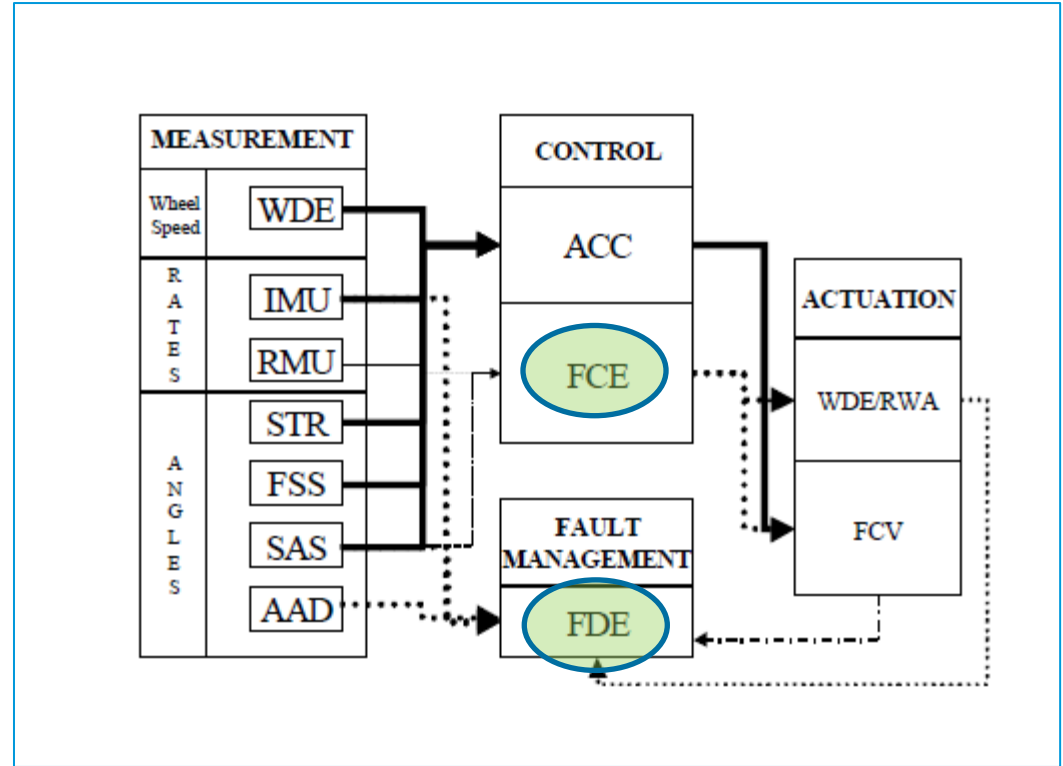 MEASUREMENT
Wheel
Speed
WDE
R
A
T
E
S
IMU
RMU
A
N
G
L
E
S
STR
FSS
SAS
AAD
CONTROL
ACC
FCE
FAULT
MANAGEMENT
FDE
ACTUATION
WDE/RWA
FCV